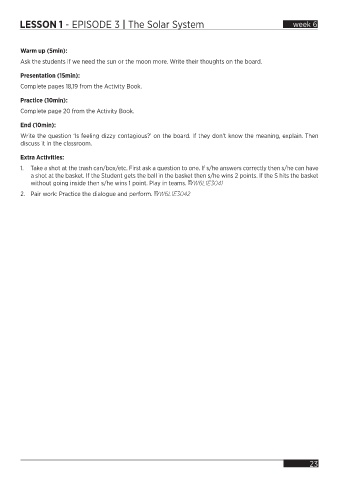 LESSON 1 - EPISODE 3 | The Solar System
week 6
Warm up (5min):
Ask the students if we need the sun or the moon more. Write their thoughts on the board.
Presentation (15min):
Complete pages 18,19 from the Activity Book.
Practice (10min):
Complete page 20 from the Activity Book.
End (10min):
Write the question 'Is feeling dizzy contagious?' on the board. If they don't know the meaning, explain. Then
discuss it in the classroom.
Extra Activities:
1. Take a shot at the trash can/box/etc. First ask a question to one. If s/he answers correctly then s/he can have
a shot at the basket. If the Student gets the ball in the basket then s/he wins 2 points. If the S hits the basket
without going inside then s/he wins 1 point. Play in teams. W6L1E3041
2. Pair work: Practice the dialogue and perform. W6L1E3042
23